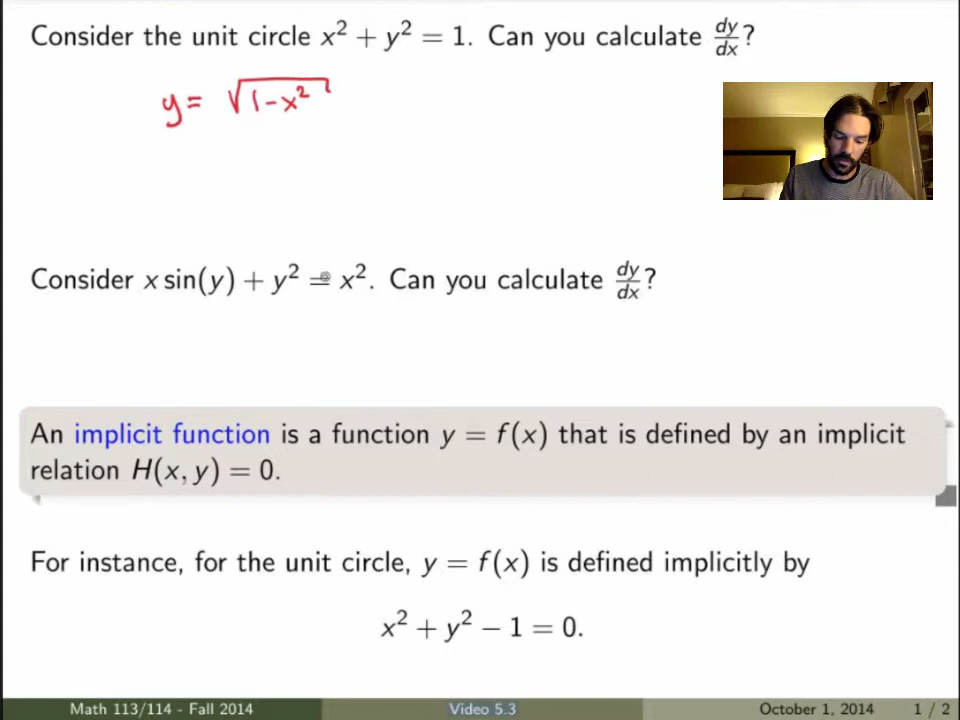 Consider the unit circle x² + y² = 1. Can you calculate dy/dx?
y = √(1-x²)
Consider x sin(y) + y² = x². Can you calculate dy/dx?
An implicit function is a function y = f(x) that is defined by an implicit
relation H(x, y) = 0.
For instance, for the unit circle, y = f(x) is defined implicitly by
x² + y² − 1 = 0.
Math 113/114 - Fall 2014 Video 5.3 October 1, 2014 1 / 2